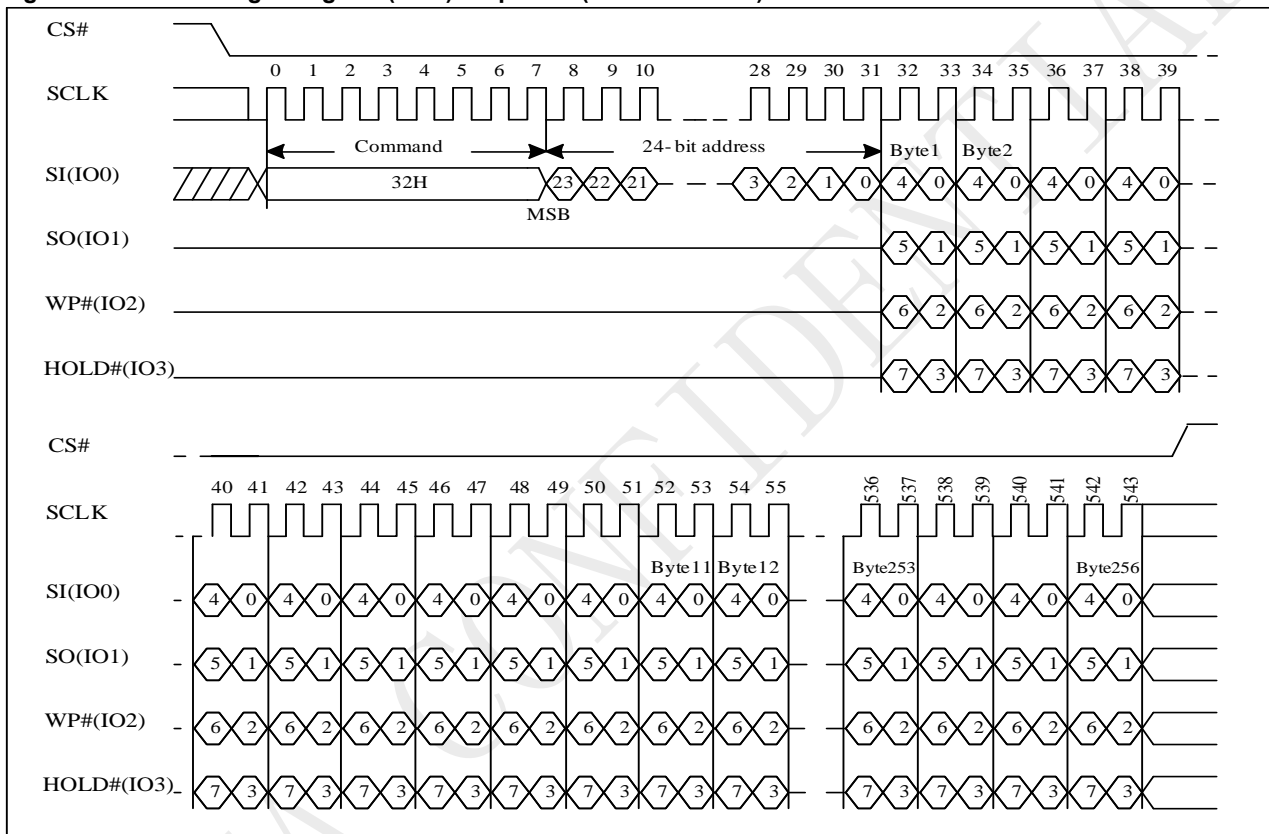 CS#
0 1 2 3 4 5 6 7 8 9 10 28 29 30 31 32 33 34 35 36 37 38 39
SCLK
Command 24-bit address Byte1 Byte2
SI(IO0) 32H 23 22 21 3 2 1 0 4 0 4 0 4 0 4 0
MSB
SO(IO1) 5 1 5 1 5 1 5 1
WP#(IO2) 6 2 6 2 6 2 6 2
HOLD#(IO3) 7 3 7 3 7 3 7 3
CS#
40 41 42 43 44 45 46 47 48 49 50 51 52 53 54 55 536 537 538 539 540 541 542 543
SCLK
Byte11 Byte12 Byte253 Byte256
SI(IO0) 4 0 4 0 4 0 4 0 4 0 4 0 4 0 4 0 4 0 4 0 4 0 4 0
SO(IO1) 5 1 5 1 5 1 5 1 5 1 5 1 5 1 5 1 5 1 5 1 5 1 5 1
WP#(IO2) 6 2 6 2 6 2 6 2 6 2 6 2 6 2 6 2 6 2 6 2 6 2 6 2
HOLD#(IO3) 7 3 7 3 7 3 7 3 7 3 7 3 7 3 7 3 7 3 7 3 7 3 7 3
CONFIDENTIAL